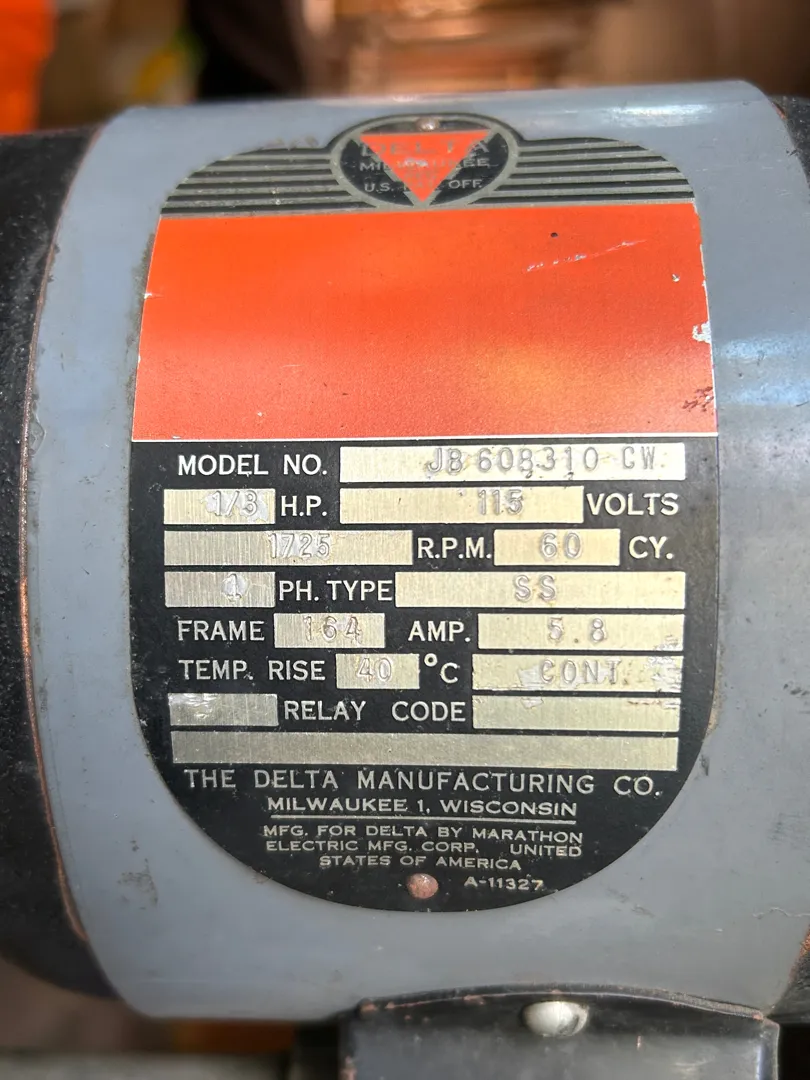 DELTA
MILWAUKEE
U.S. OFF.
MODEL NO. JB 608310 CW
1/3 H.P. 115 VOLTS
1725 R.P.M. 60 CY.
1 PH. TYPE SS
FRAME 164 AMP. 5.8
TEMP. RISE 40 °C CONT.
RELAY CODE
THE DELTA MANUFACTURING CO.
MILWAUKEE 1, WISCONSIN
MFG. FOR DELTA BY MARATHON
ELECTRIC MFG. CORP. UNITED
STATES OF AMERICA
A-11327